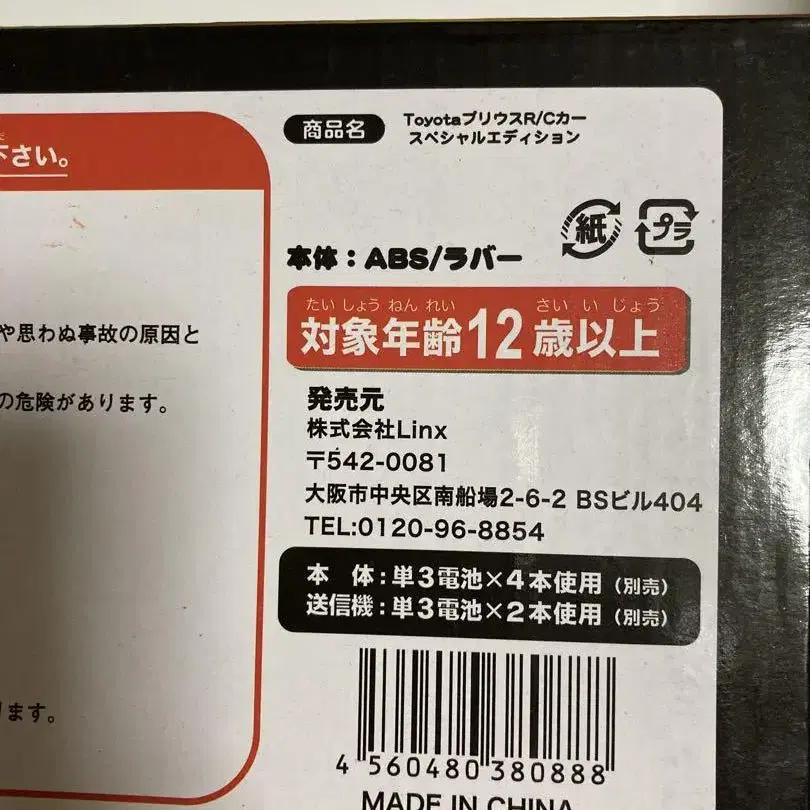 ださい。
や思わぬ事故の原因と
の危険があります。
ます。
商品名
ToyotaプリウスR/Cカー
スペシャルエディション
紙
プラ
本体：ABS/ラバー
たいしょうねんれい さいいじょう
対象年齢12歳以上
発売元
株式会社Linx
〒542-0081
大阪市中央区南船場2-6-2 BSビル404
TEL:0120-96-8854
本 体：単3電池×4本使用（別売）
送信機：単3電池×2本使用（別売）
4 560480 380888
MADE IN CHINA